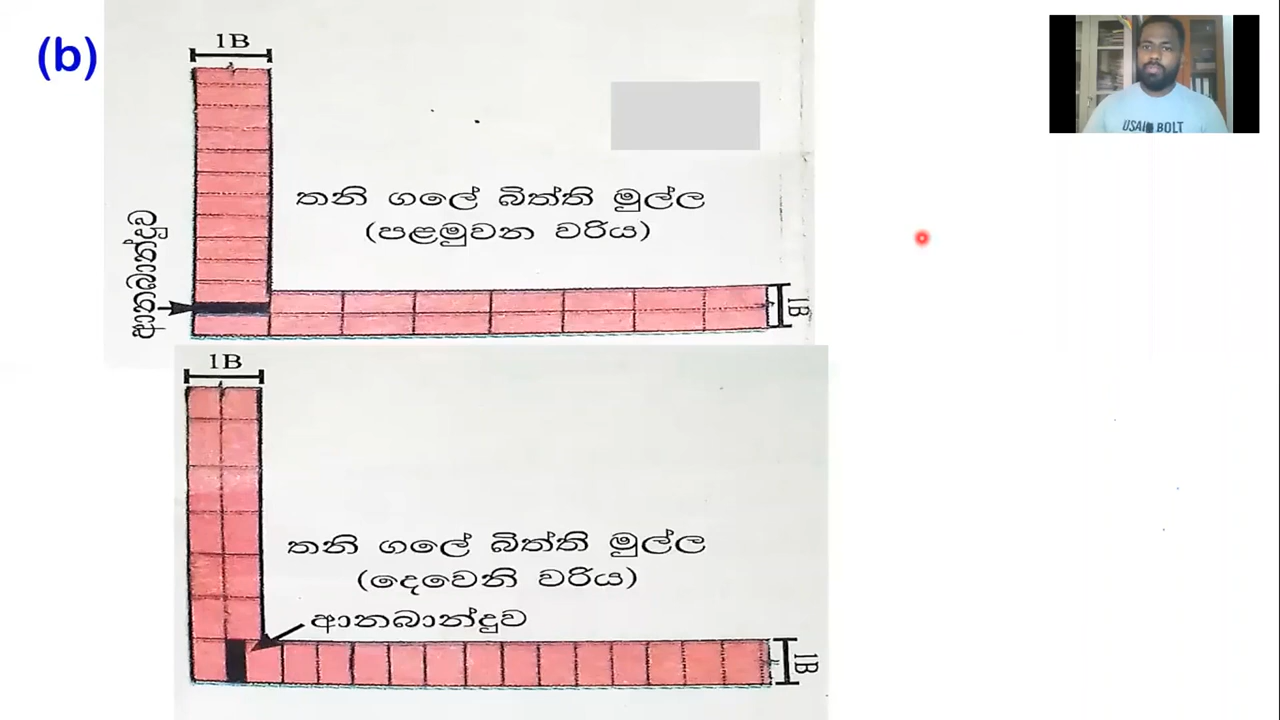 (b)
1B
තනි ගලේ බිත්ති මුල්ල
(පළමුවන වරිය)
ආනබාන්දුව
1B
1B
තනි ගලේ බිත්ති මුල්ල
(දෙවෙනි වරිය)
ආනබාන්දුව
1B
USAIN BOLT